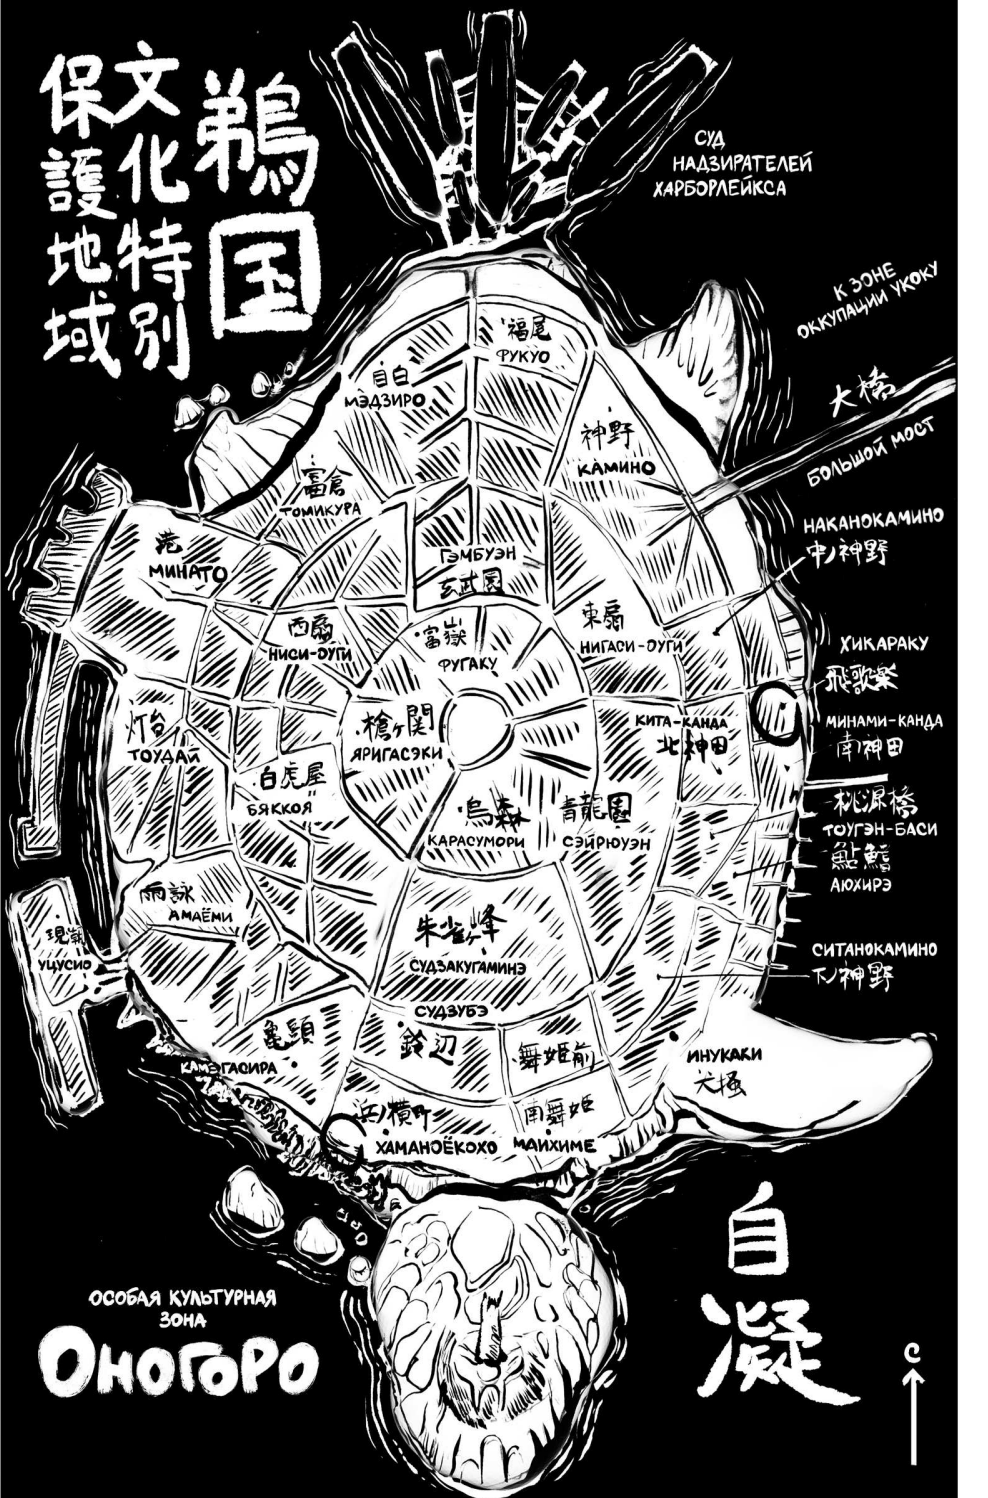 鵜国
文化特別
保護地域
СУД
НАДЗИРАТЕЛЕЙ
ХАРБОРЛЕЙКСА
К ЗОНЕ
ОККУПАЦИИ УКОКУ
大橋
БОЛЬШОЙ МОСТ
福尾
ФУКУО
目白
МЭДЗИРО
神野
КАМИНО
富倉
ТОМИКУРА
НАКАНОКАМИНО
中ノ神野
港
МИНАТО
ГЭМБУЭН
玄武園
西扇
НИСИ-ОУГИ
富嶽
ФУГАКУ
東扇
НИГАСИ-ОУГИ
ХИКАРАКУ
飛歌楽
灯台
ТОУДАЙ
槍ヶ関
ЯРИГАСЭКИ
КИТА-КАНДА
北神田
МИНАМИ-КАНДА
南神田
白虎屋
БЯККОЯ
烏森
КАРАСУМОРИ
青龍園
СЭЙРЮУЭН
桃源橋
ТОУГЭН-БАСИ
鮎鰭
АЮХИРЭ
雨詠
АМАЁМИ
朱雀ヶ峰
СУДЗАКУГАМИНЭ
УЦУСИО
СИТАНОКАМИНО
下ノ神野
СУДЗУБЭ
鈴辺
舞姫前
亀頭
КАМЭГАСИРА
ИНУКАКИ
犬掻
浜ノ横町
ХАМАНОЁКОХО
南舞姫
МАИХИМЕ
自凝
ОСОБАЯ КУЛЬТУРНАЯ
ЗОНА
ОНОГОРО
С